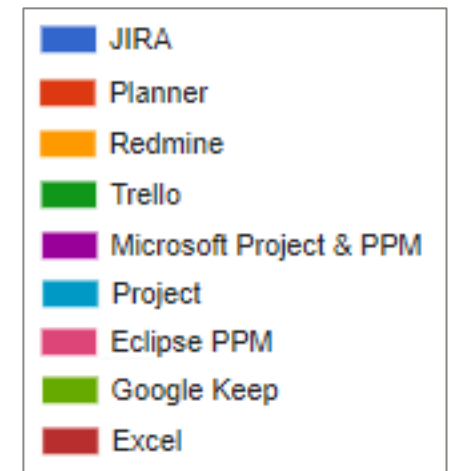 JIRA
Planner
Redmine
Trello
Microsoft Project & PPM
Project
Eclipse PPM
Google Keep
Excel